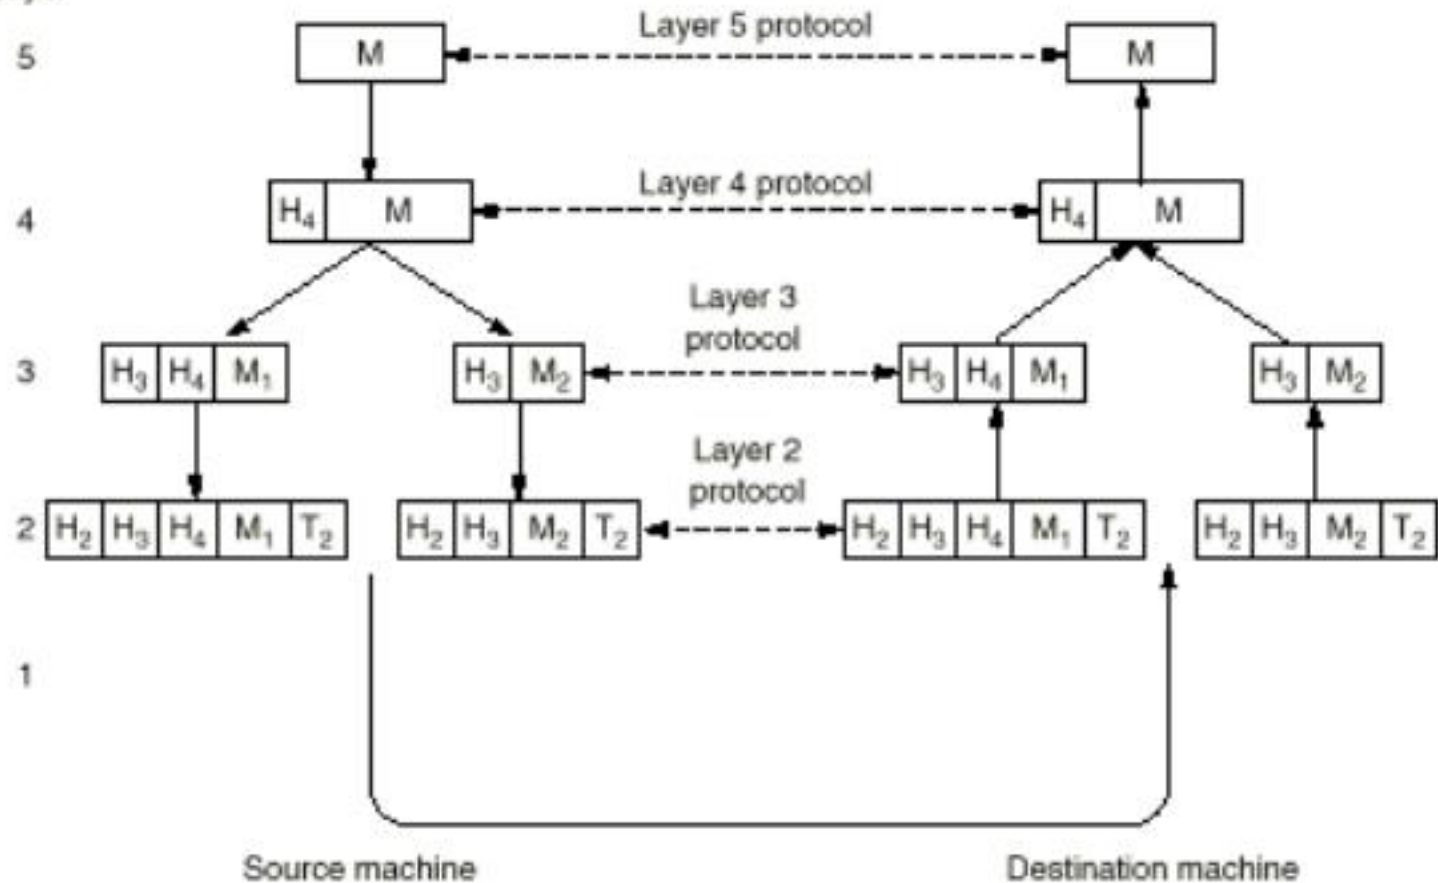 Layer 5 protocol
5
M
M
Layer 4 protocol
4
H₄ M
H₄ M
Layer 3
protocol
3
H₃ H₄ M₁
H₃ M₂
H₃ H₄ M₁
H₃ M₂
Layer 2
protocol
2
H₂ H₃ H₄ M₁ T₂
H₂ H₃ M₂ T₂
H₂ H₃ H₄ M₁ T₂
H₂ H₃ M₂ T₂
1
Source machine
Destination machine